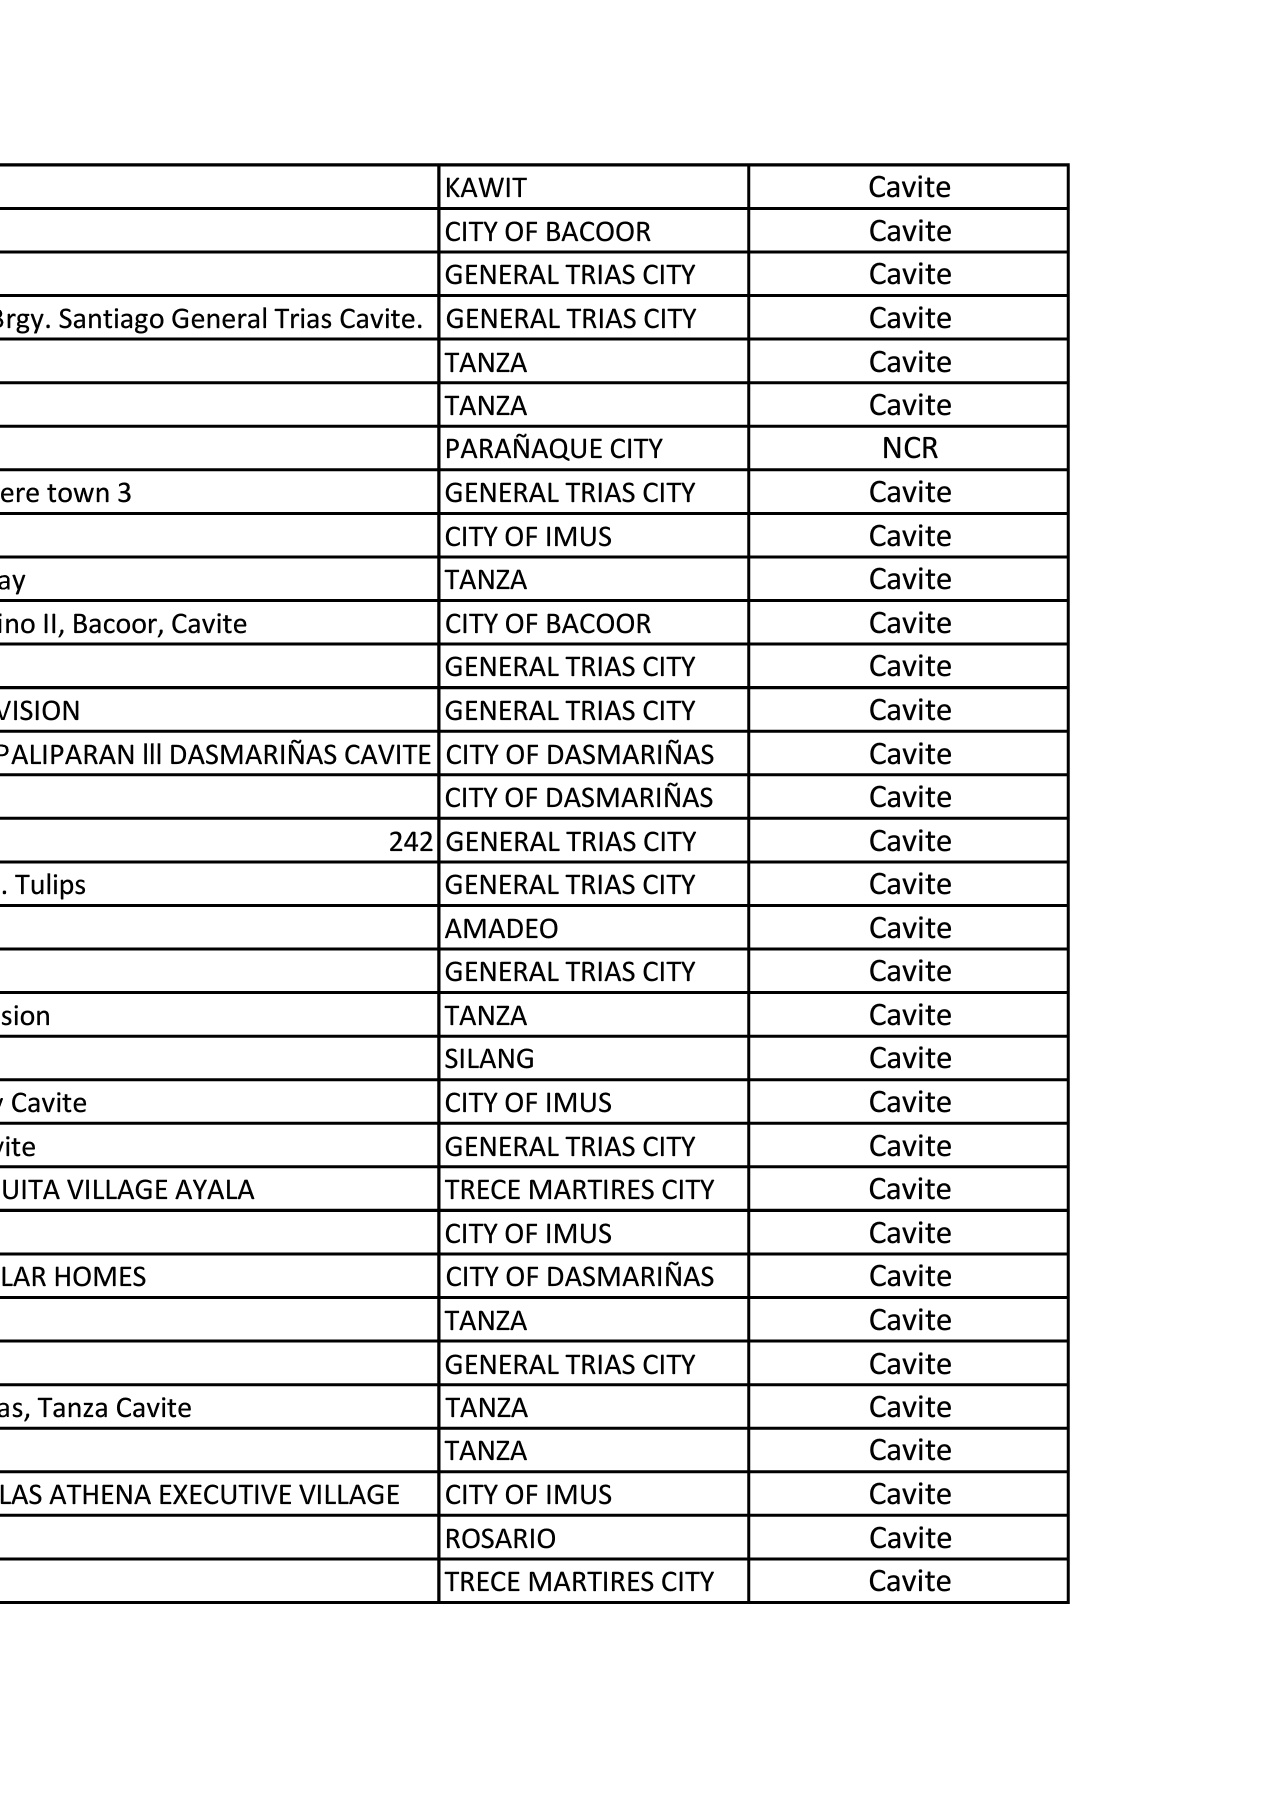 KAWIT Cavite
CITY OF BACOOR Cavite
GENERAL TRIAS CITY Cavite
Brgy. Santiago General Trias Cavite. GENERAL TRIAS CITY Cavite
TANZA Cavite
TANZA Cavite
PARAÑAQUE CITY NCR
ere town 3 GENERAL TRIAS CITY Cavite
CITY OF IMUS Cavite
ay TANZA Cavite
ino II, Bacoor, Cavite CITY OF BACOOR Cavite
GENERAL TRIAS CITY Cavite
VISION GENERAL TRIAS CITY Cavite
PALIPARAN lll DASMARIÑAS CAVITE CITY OF DASMARIÑAS Cavite
CITY OF DASMARIÑAS Cavite
242 GENERAL TRIAS CITY Cavite
. Tulips GENERAL TRIAS CITY Cavite
AMADEO Cavite
GENERAL TRIAS CITY Cavite
sion TANZA Cavite
SILANG Cavite
y Cavite CITY OF IMUS Cavite
vite GENERAL TRIAS CITY Cavite
UITA VILLAGE AYALA TRECE MARTIRES CITY Cavite
CITY OF IMUS Cavite
LAR HOMES CITY OF DASMARIÑAS Cavite
TANZA Cavite
GENERAL TRIAS CITY Cavite
as, Tanza Cavite TANZA Cavite
TANZA Cavite
LAS ATHENA EXECUTIVE VILLAGE CITY OF IMUS Cavite
ROSARIO Cavite
TRECE MARTIRES CITY Cavite